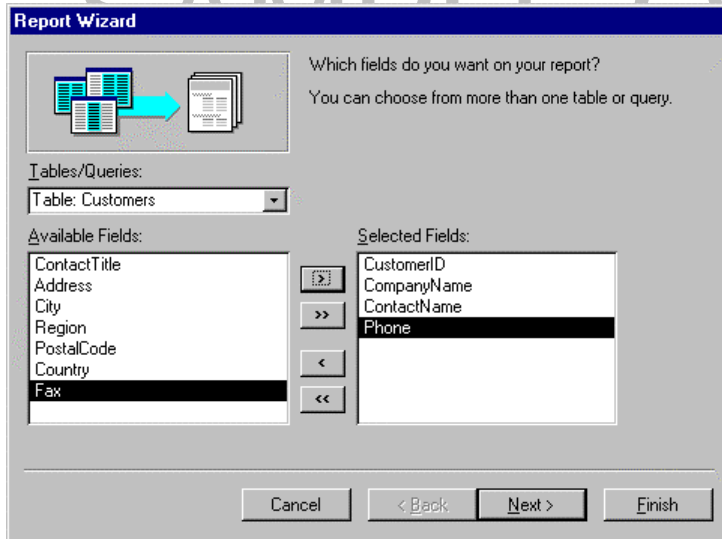 Report Wizard
Which fields do you want on your report?
You can choose from more than one table or query.
Tables/Queries:
Table: Customers
Available Fields:
Selected Fields:
ContactTitle
Address
City
Region
PostalCode
Country
Fax
>
>>
<
<<
CustomerID
CompanyName
ContactName
Phone
Cancel
< Back
Next >
Finish